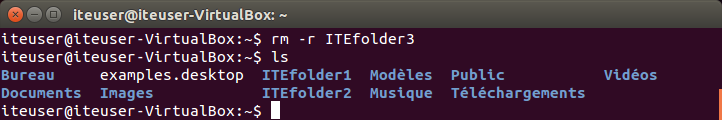 iteuser@iteuser-VirtualBox: ~
iteuser@iteuser-VirtualBox:~$ rm -r ITEfolder3
iteuser@iteuser-VirtualBox:~$ ls
Bureau examples.desktop ITEfolder1 Modèles Public Vidéos
Documents Images ITEfolder2 Musique Téléchargements
iteuser@iteuser-VirtualBox:~$